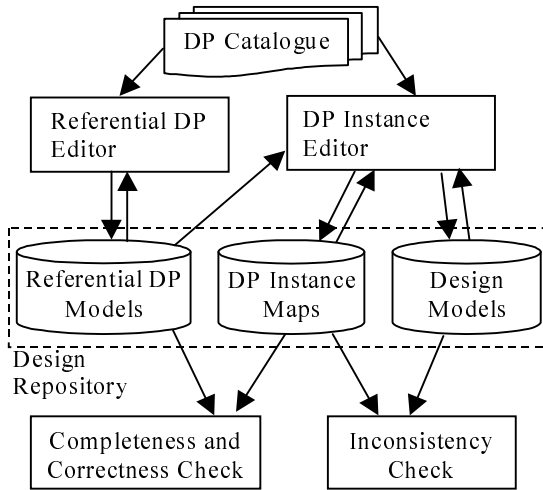 DP Catalogue
Referential DP
Editor
DP Instance
Editor
Referential DP
Models
DP Instance
Maps
Design
Models
Design
Repository
Completeness and
Correctness Check
Inconsistency
Check